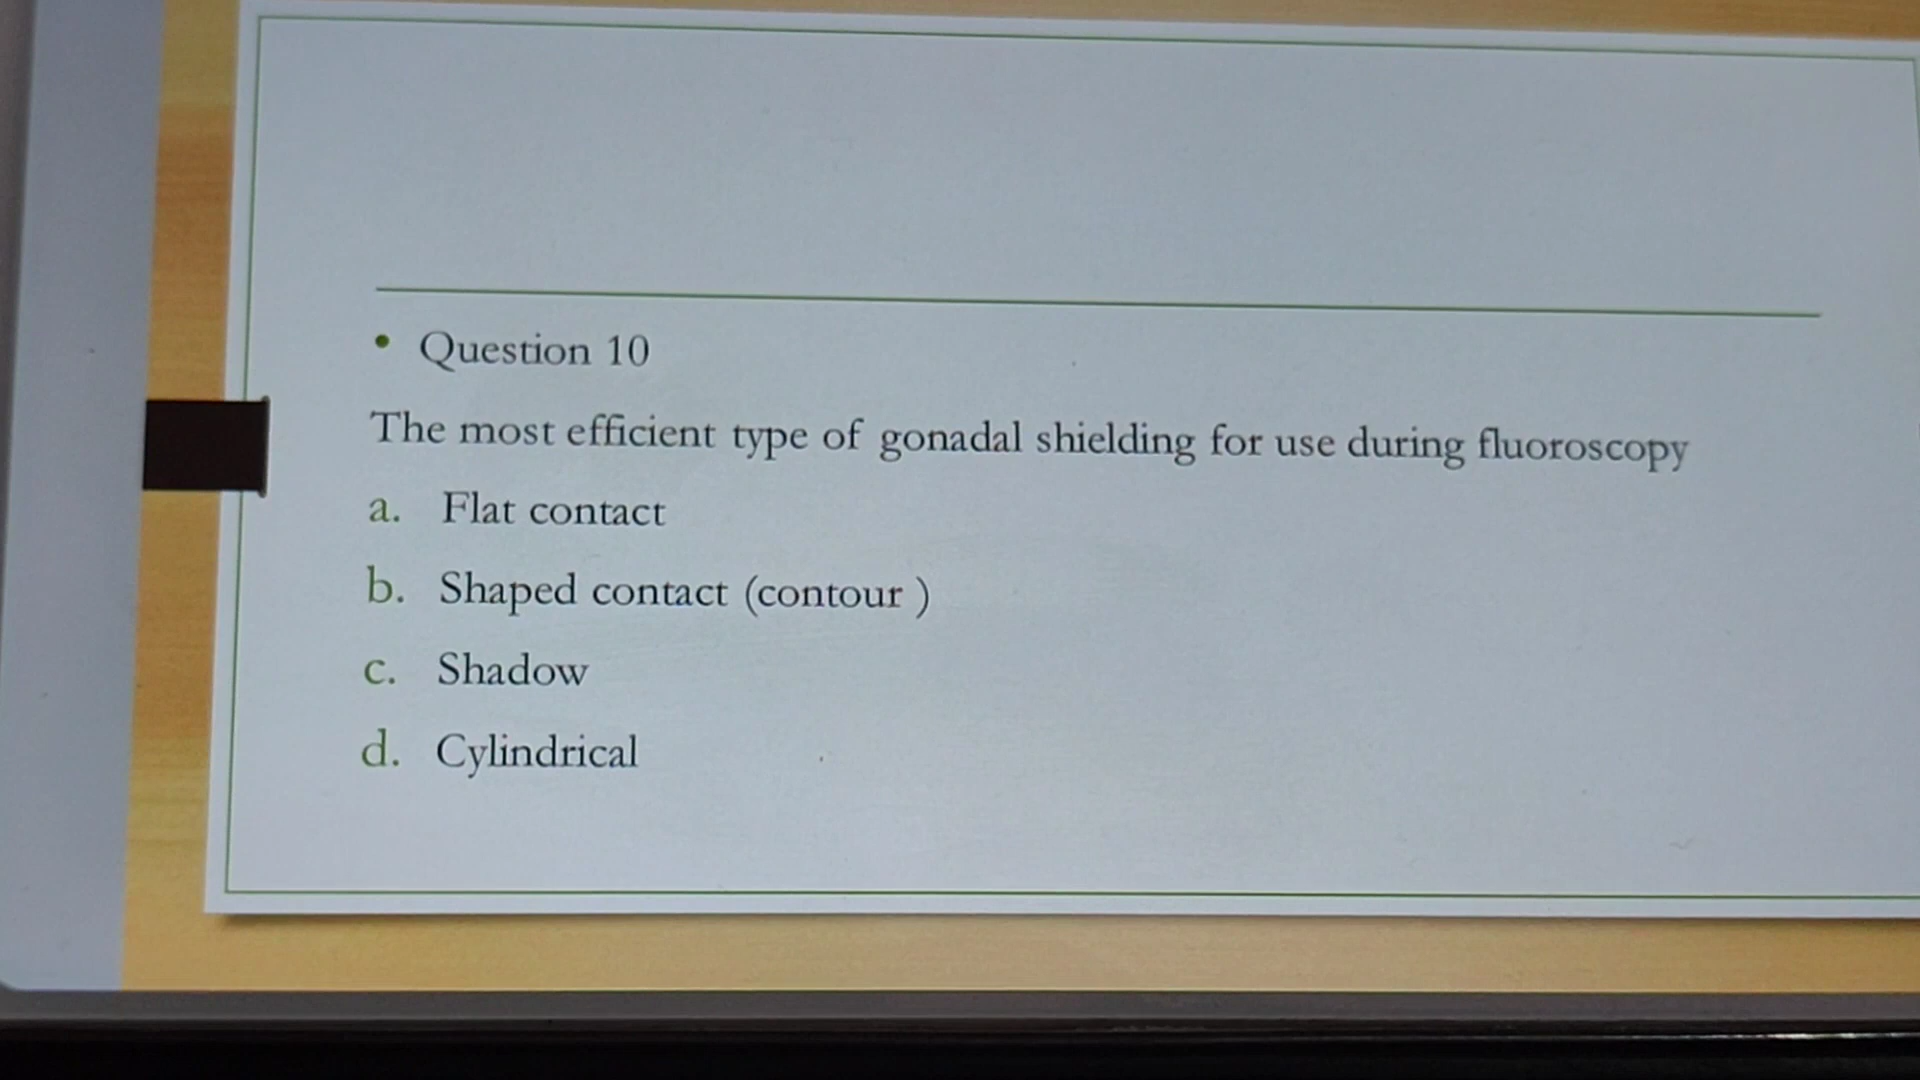 • Question 10
The most efficient type of gonadal shielding for use during fluoroscopy
a. Flat contact
b. Shaped contact (contour )
c. Shadow
d. Cylindrical